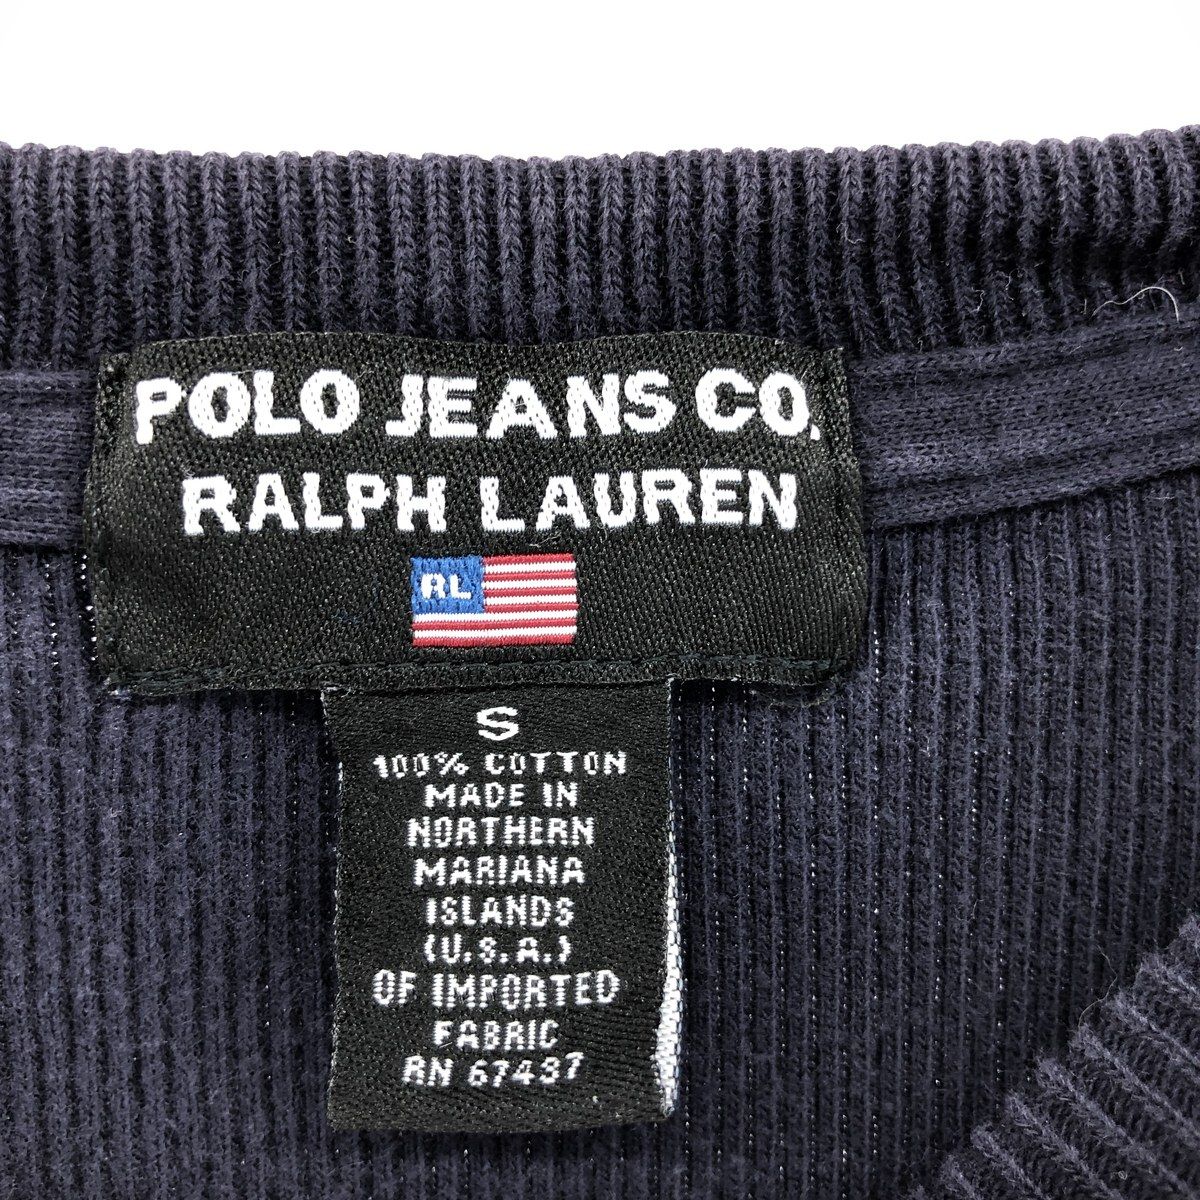 POLO JEANS CO.
RALPH LAUREN
RL
S
100% COTTON
MADE IN
NORTHERN
MARIANA
ISLANDS
(U.S.A.)
OF IMPORTED
FABRIC
RN 67437